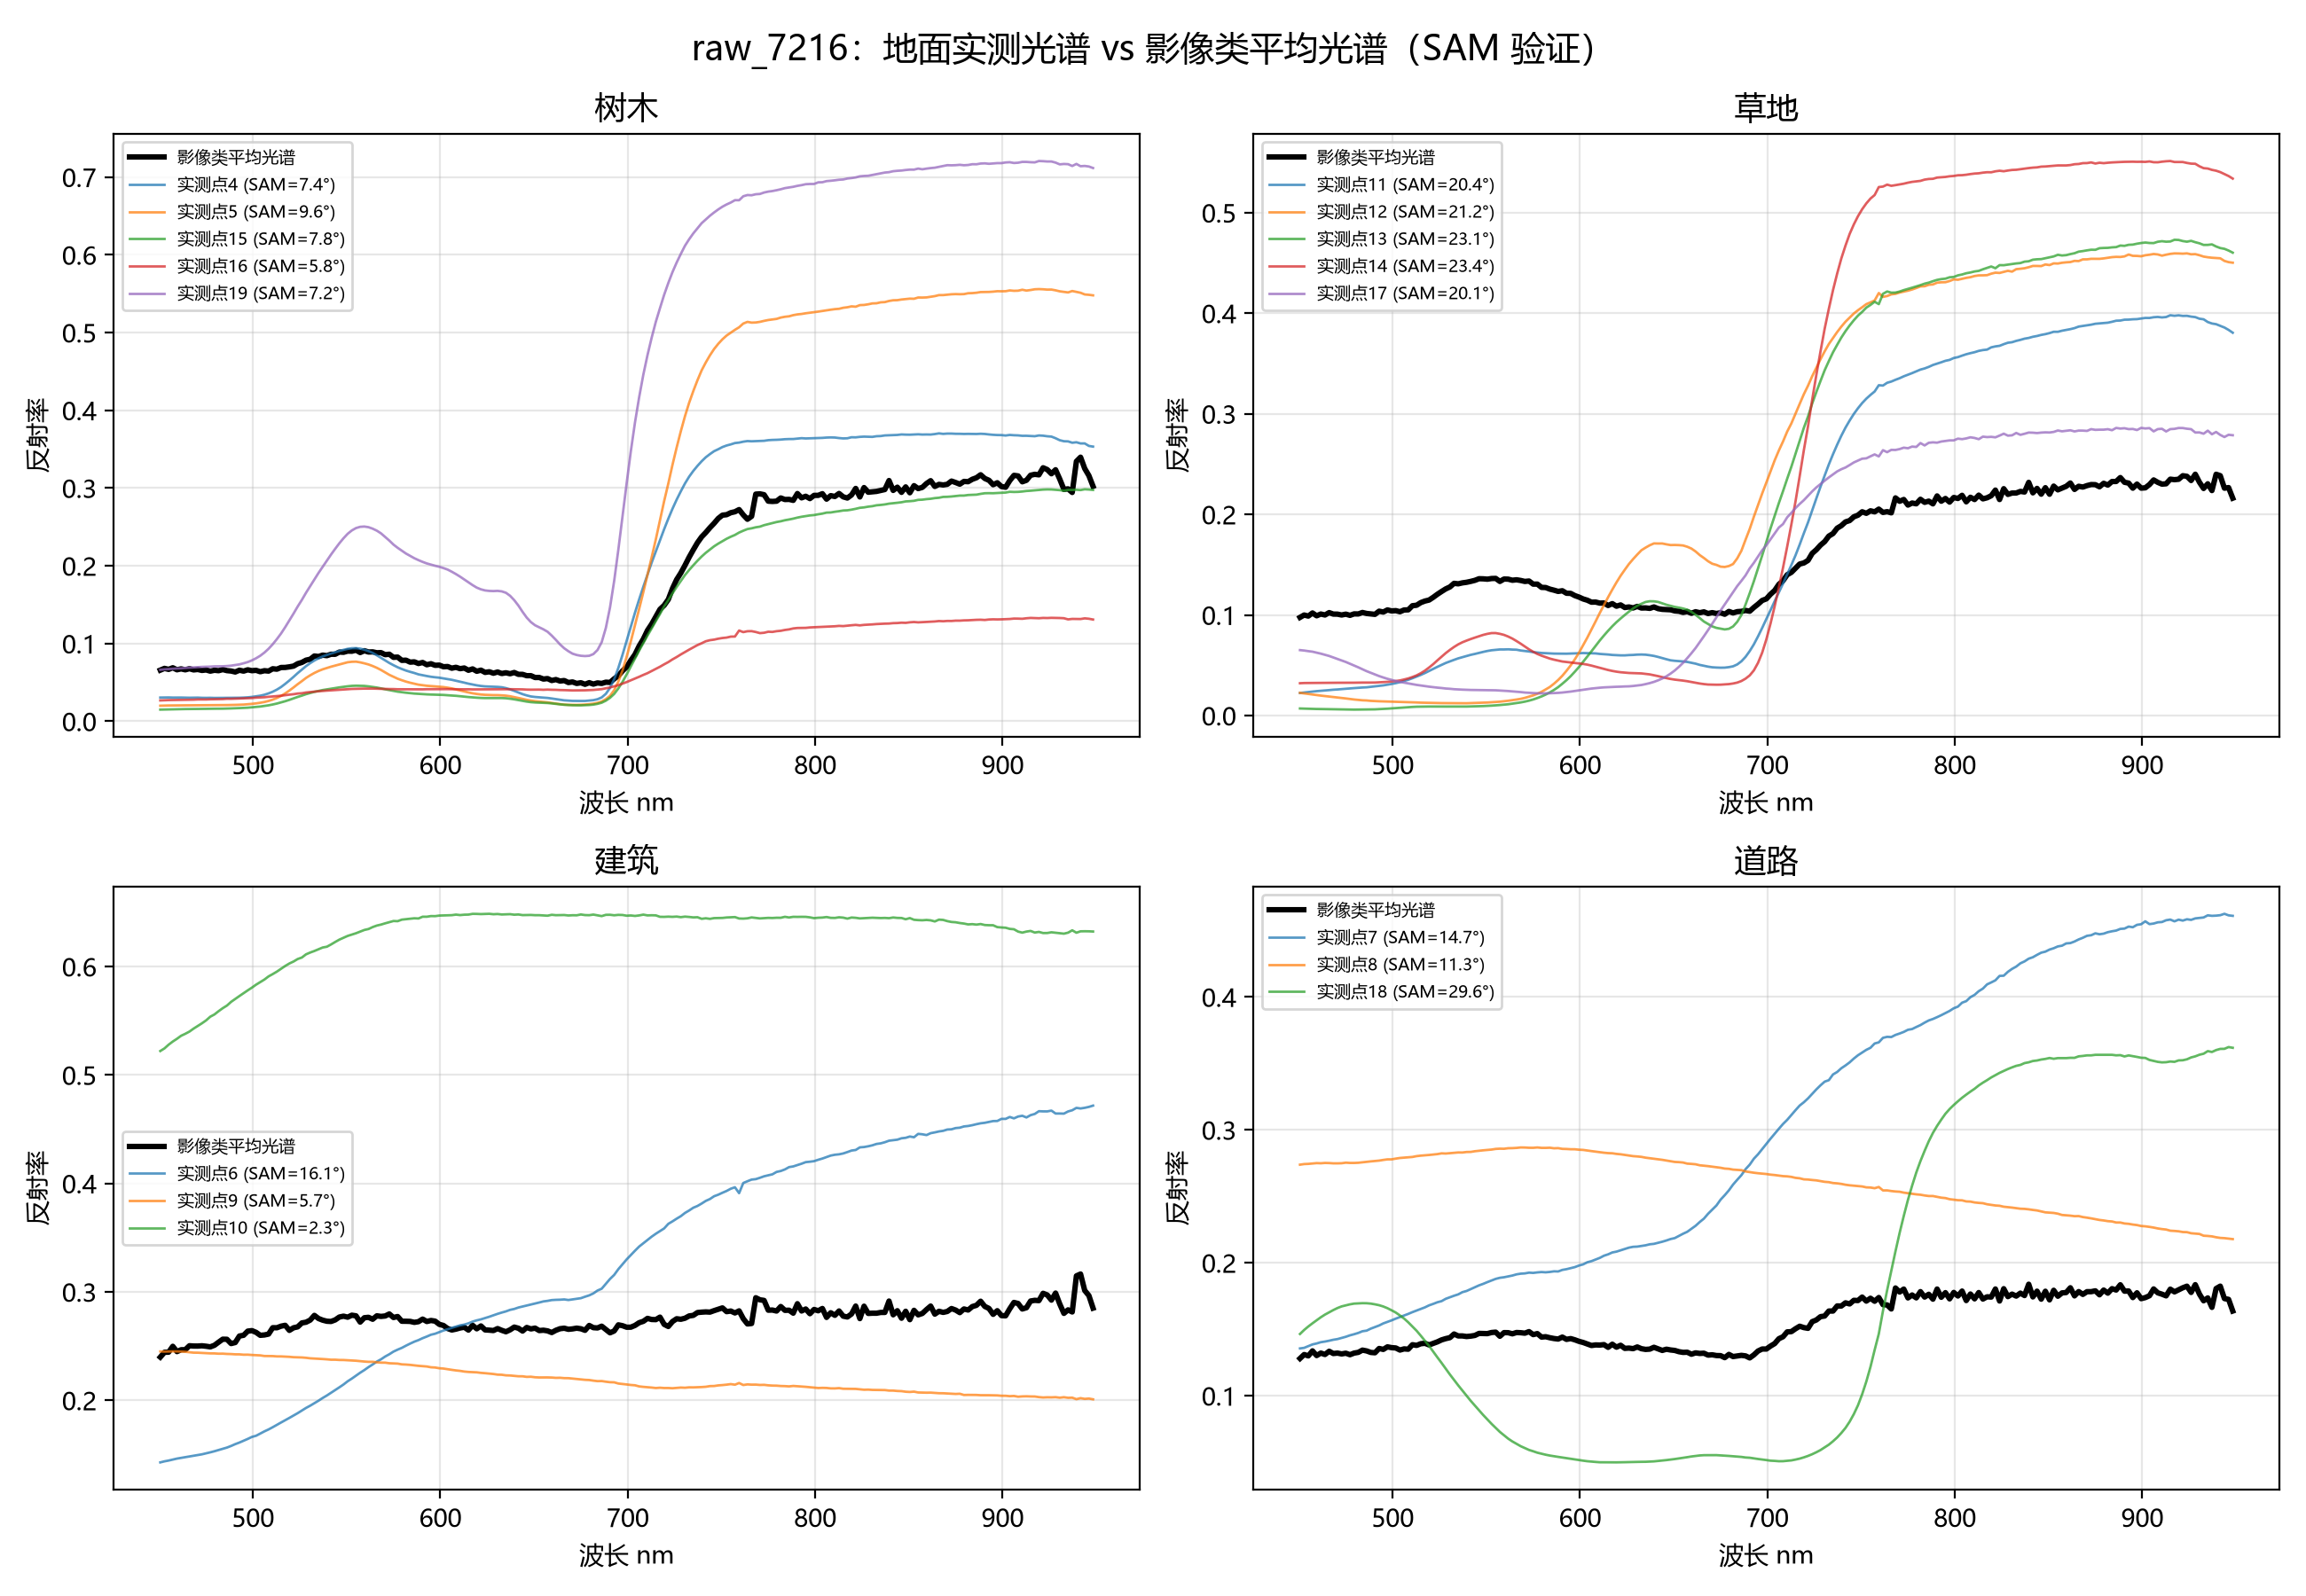 raw_7216：地面实测光谱 vs 影像类平均光谱（SAM 验证）
树木
影像类平均光谱
实测点4 (SAM=7.4°)
实测点5 (SAM=9.6°)
实测点15 (SAM=7.8°)
实测点16 (SAM=5.8°)
实测点19 (SAM=7.2°)
反射率
0.7
0.6
0.5
0.4
0.3
0.2
0.1
0.0
500 600 700 800 900
波长 nm
草地
影像类平均光谱
实测点11 (SAM=20.4°)
实测点12 (SAM=21.2°)
实测点13 (SAM=23.1°)
实测点14 (SAM=23.4°)
实测点17 (SAM=20.1°)
反射率
0.5
0.4
0.3
0.2
0.1
0.0
500 600 700 800 900
波长 nm
建筑
影像类平均光谱
实测点6 (SAM=16.1°)
实测点9 (SAM=5.7°)
实测点10 (SAM=2.3°)
反射率
0.6
0.5
0.4
0.3
0.2
500 600 700 800 900
波长 nm
道路
影像类平均光谱
实测点7 (SAM=14.7°)
实测点8 (SAM=11.3°)
实测点18 (SAM=29.6°)
反射率
0.4
0.3
0.2
0.1
500 600 700 800 900
波长 nm